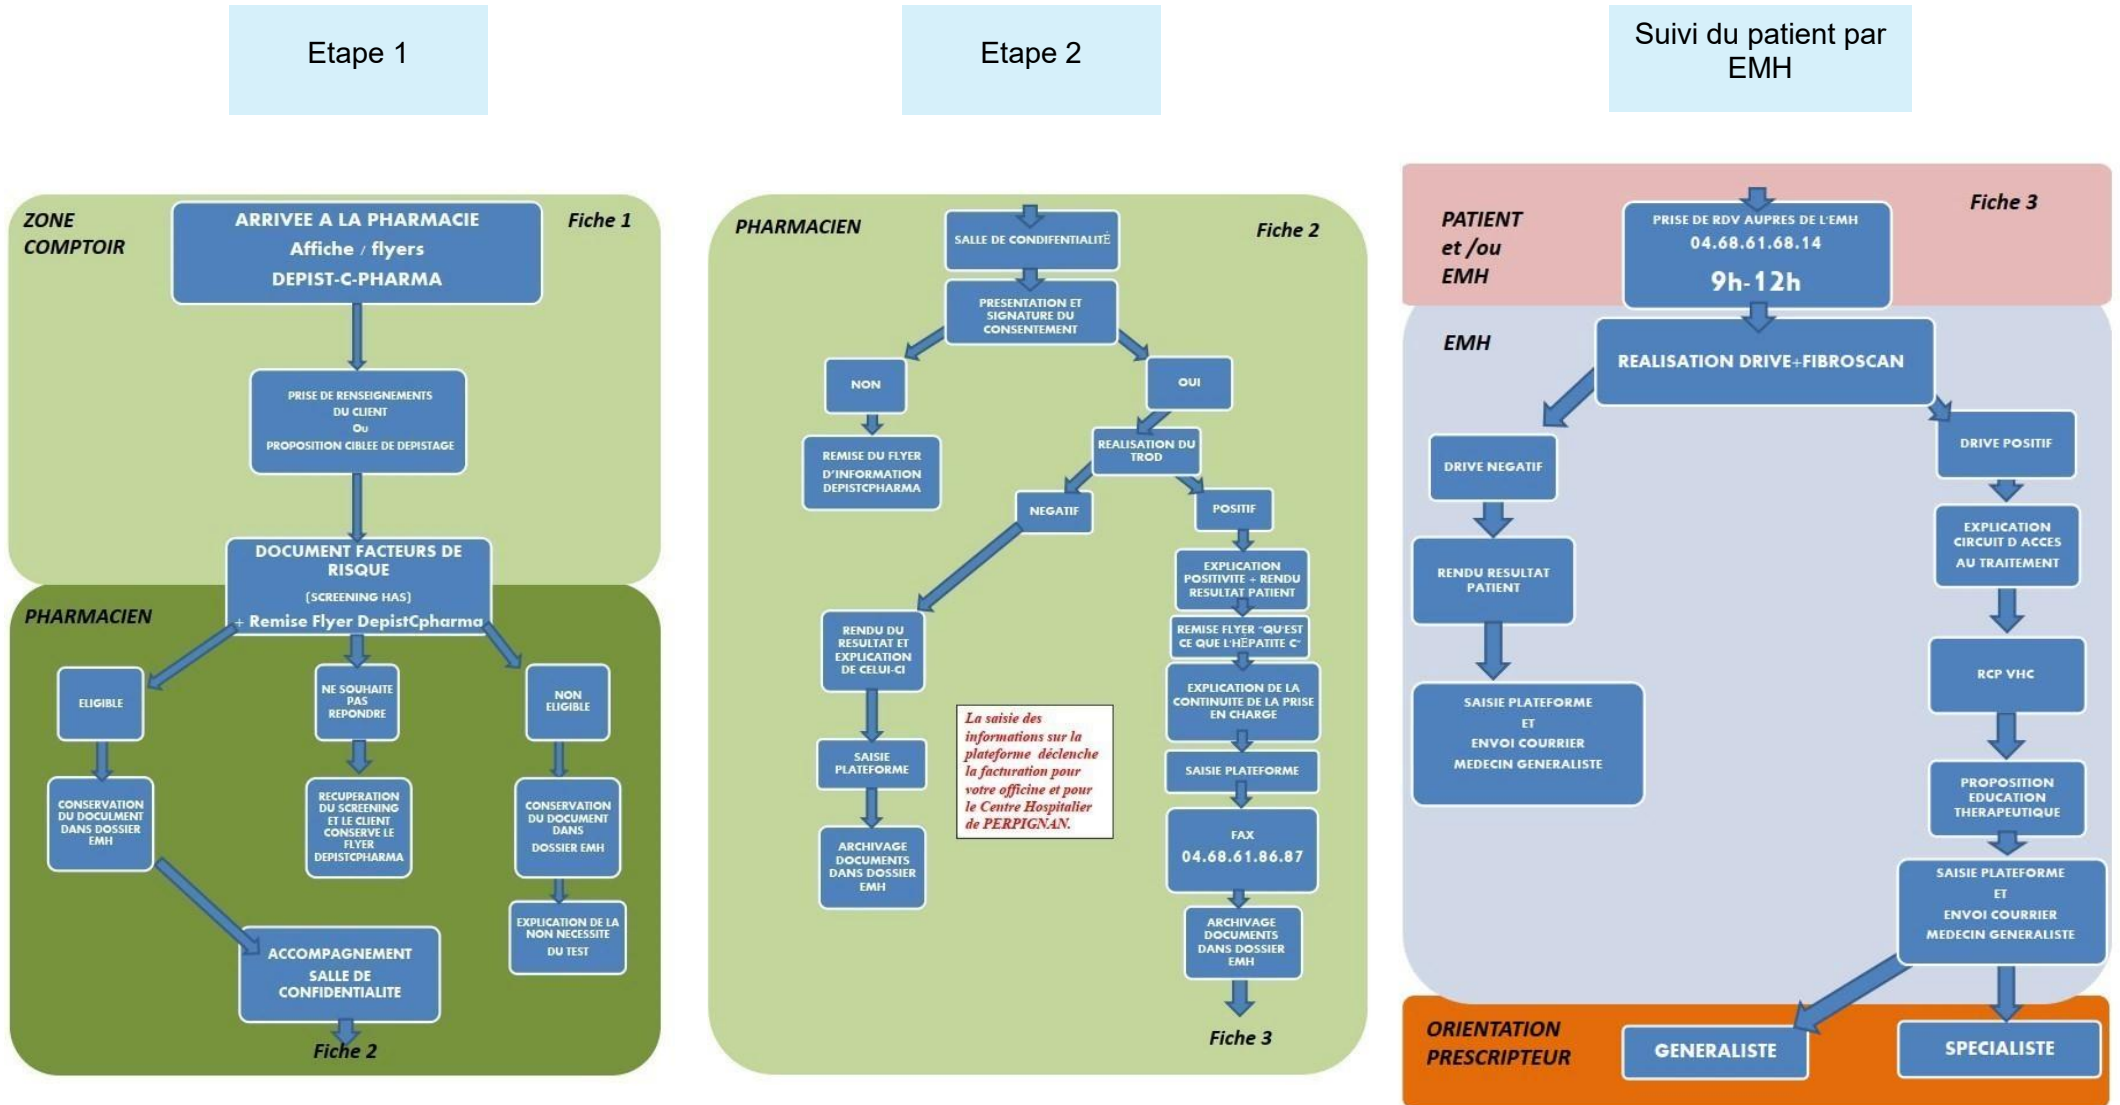 Etape 1
Etape 2
Suivi du patient par
EMH
ZONE
COMPTOIR
Fiche 1
ARRIVEE A LA PHARMACIE
Affiche / flyers
DEPIST-C-PHARMA
PRISE DE RENSEIGNEMENTS
DU CLIENT
OU
PROPOSITION CIBLEE DE DEPISTAGE
DOCUMENT FACTEURS DE
RISQUE
(SCREENING HAS)
+ Remise Flyer DepistCpharma
PHARMACIEN
ELIGIBLE
NE SOUHAITE
PAS
REPONDRE
NON
ELIGIBLE
CONSERVATION
DU DOCULMENT
DANS DOSSIER
EMH
RECUPERATION
DU SCREENING
ET LE CLIENT
CONSERVE LE
FLYER
DEPISTCPHARMA
CONSERVATION
DU DOCUMENT
DANS
DOSSIER EMH
EXPLICATION DE LA
NON NECESSITE
DU TEST
ACCOMPAGNEMENT
SALLE DE
CONFIDENTIALITE
Fiche 2
PHARMACIEN
Fiche 2
SALLE DE CONDIFENTIALITÉ
PRESENTATION ET
SIGNATURE DU
CONSENTEMENT
NON
OUI
REMISE DU FLYER
D'INFORMATION
DEPISTCPHARMA
REALISATION DU
TROD
NEGATIF
POSITIF
RENDU DU
RESULTAT ET
EXPLICATION
DE CELUI-CI
SAISIE
PLATEFORME
ARCHIVAGE
DOCUMENTS
DANS DOSSIER
EMH
La saisie des
informations sur la
plateforme déclenche
la facturation pour
votre officine et pour
le Centre Hospitalier
de PERPIGNAN.
EXPLICATION
POSITIVITE + RENDU
RESULTAT PATIENT
REMISE FLYER "QU'EST
CE QUE L'HÉPATITE C"
EXPLICATION DE LA
CONTINUITE DE LA PRISE
EN CHARGE
SAISIE PLATEFORME
FAX
04.68.61.86.87
ARCHIVAGE
DOCUMENTS
DANS DOSSIER
EMH
Fiche 3
PATIENT
et /ou
EMH
Fiche 3
PRISE DE RDV AUPRES DE L'EMH
04.68.61.68.14
9h-12h
EMH
REALISATION DRIVE+FIBROSCAN
DRIVE NEGATIF
RENDU RESULTAT
PATIENT
SAISIE PLATEFORME
ET
ENVOI COURRIER
MEDECIN GENERALISTE
DRIVE POSITIF
EXPLICATION
CIRCUIT D ACCES
AU TRAITEMENT
RCP VHC
PROPOSITION
EDUCATION
THERAPEUTIQUE
SAISIE PLATEFORME
ET
ENVOI COURRIER
MEDECIN GENERALISTE
ORIENTATION
PRESCRIPTEUR
GENERALISTE
SPECIALISTE